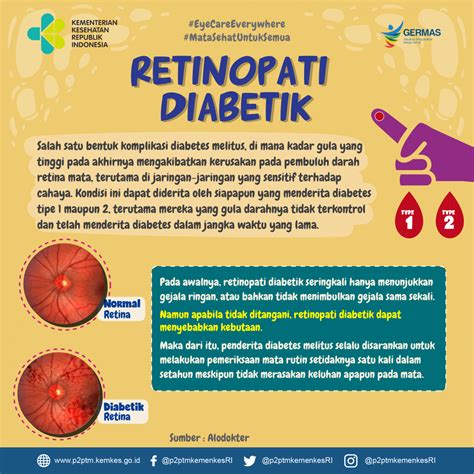 KEMENTERIAN
KESEHATAN
REPUBLIK
INDONESIA
#EyeCareEverywhere
#MataSehatUntukSemua
GERMAS
RETINOPATI
DIABETIK
Salah satu bentuk komplikasi diabetes melitus, di mana kadar gula yang
tinggi pada akhirnya mengakibatkan kerusakan pada pembuluh darah
retina mata, terutama di jaringan-jaringan yang sensitif terhadap
cahaya. Kondisi ini dapat diderita oleh siapapun yang menderita diabetes
tipe 1 maupun 2, terutama mereka yang gula darahnya tidak terkontrol
dan telah menderita diabetes dalam jangka waktu yang lama.
TYPE
1
TYPE
2
Normal
Retina
Pada awalnya, retinopati diabetik seringkali hanya menunjukkan
gejala ringan, atau bahkan tidak menimbulkan gejala sama sekali.
Namun apabila tidak ditangani, retinopati diabetik dapat
menyebabkan kebutaan.
Maka dari itu, penderita diabetes melitus selalu disarankan untuk
melakukan pemeriksaan mata rutin setidaknya satu kali dalam
setahun meskipun tidak merasakan keluhan apapun pada mata.
Diabetik
Retina
Sumber : Alodokter
www.p2ptm.kemkes.go.id
@p2ptmkemenkesRI
@p2ptmkemenkesRI
@p2ptmkemenkesRI